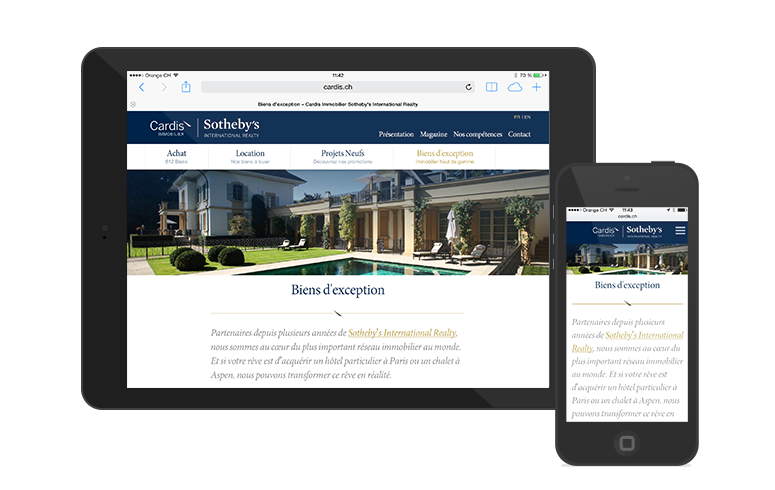 Orange CH
11:42
70 %
cardis.ch
Biens d'exception – Cardis Immobilier Sotheby's International Realty
FR | EN
Cardis IMMOBILIER | Sotheby's INTERNATIONAL REALTY
Présentation Magazine Nos compétences Contact
Achat Location Projets Neufs Biens d'exception
812 Biens Nos biens à louer Découvrez nos promotions Immobilier haut de gamme
Biens d'exception
Partenaires depuis plusieurs années de Sotheby's International Realty,
nous sommes au cœur du plus important réseau immobilier au monde.
Et si votre rêve est d'acquérir un hôtel particulier à Paris ou un chalet à
Aspen, nous pouvons transformer ce rêve en réalité.
Orange CH 11:43
cardis.ch
Cardis IMMOBILIER | Sotheby's INTERNATIONAL REALTY
Biens d'exception
Partenaires depuis plusieurs
années de Sotheby's International
Realty, nous sommes au cœur du
plus important réseau immobilier
au monde. Et si votre rêve est
d'acquérir un hôtel particulier à
Paris ou un chalet à Aspen, nous
pouvons transformer ce rêve en